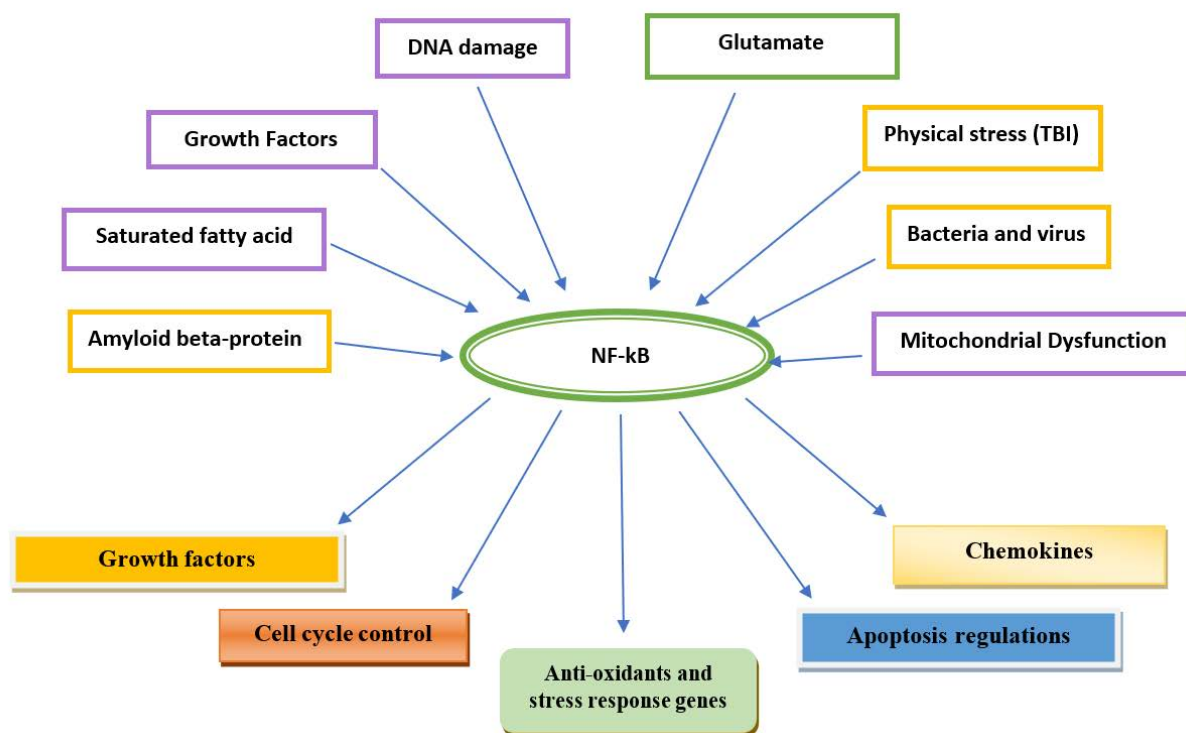 DNA damage
Glutamate
Growth Factors
Physical stress (TBI)
Saturated fatty acid
Bacteria and virus
Amyloid beta-protein
NF-kB
Mitochondrial Dysfunction
Growth factors
Chemokines
Cell cycle control
Apoptosis regulations
Anti-oxidants and
stress response genes